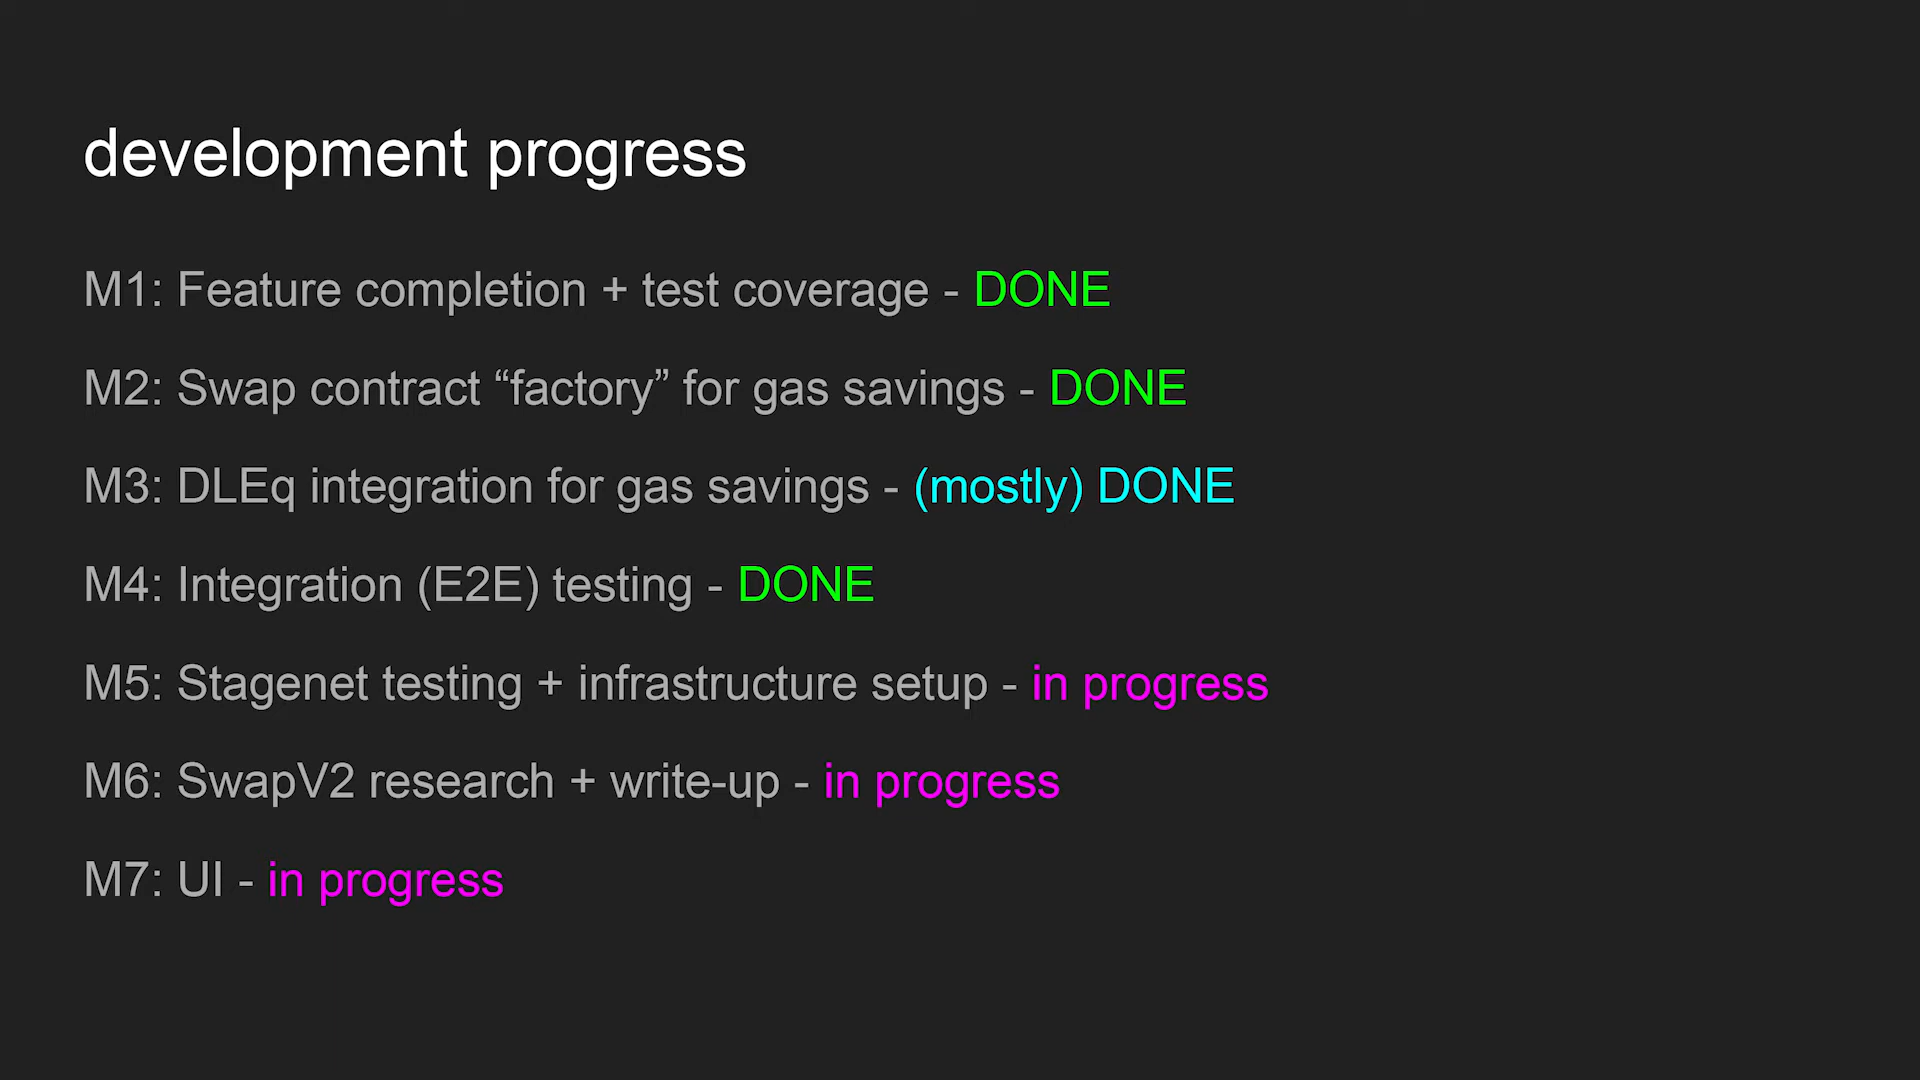 development progress
M1: Feature completion + test coverage - DONE
M2: Swap contract “factory” for gas savings - DONE
M3: DLEq integration for gas savings - (mostly) DONE
M4: Integration (E2E) testing - DONE
M5: Stagenet testing + infrastructure setup - in progress
M6: SwapV2 research + write-up - in progress
M7: UI - in progress